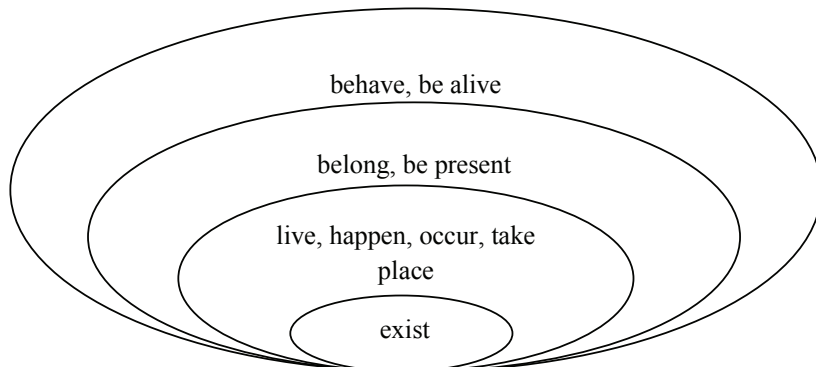 behave, be alive
belong, be present
live, happen, occur, take
place
exist